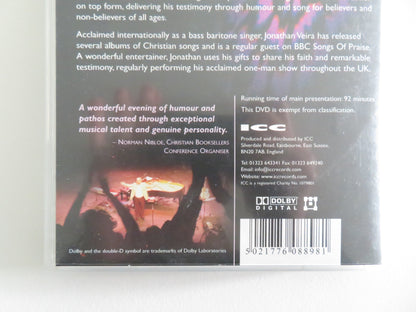 on top form, delivering his testimony through humour and song for believers and
non-believers of all ages.
Acclaimed internationally as a bass baritone singer, Jonathan Veira has released
several albums of Christian songs and is a regular guest on BBC Songs Of Praise.
A wonderful entertainer, Jonathan uses his gifts to share his faith and remarkable
testimony, regularly performing his acclaimed one-man show throughout the UK.
A wonderful evening of humour and
pathos created through exceptional
musical talent and genuine personality.
– Norman Nibloe, Christian Booksellers
Conference Organiser
Dolby and the double-D symbol are trademarks of Dolby Laboratories
Running time of main presentation: 92 minutes
This DVD is exempt from classification.
ICC
Produced and distributed by ICC
Silverdale Road, Eastbourne, East Sussex,
BN20 7AB. England
Tel 01323 643341 Fax 01323 649240
Email: info@iccrecords.com
Website: www.iccrecords.com
ICC is a registered Charity No. 1079801
DOLBY
DIGITAL
5 021776 088981